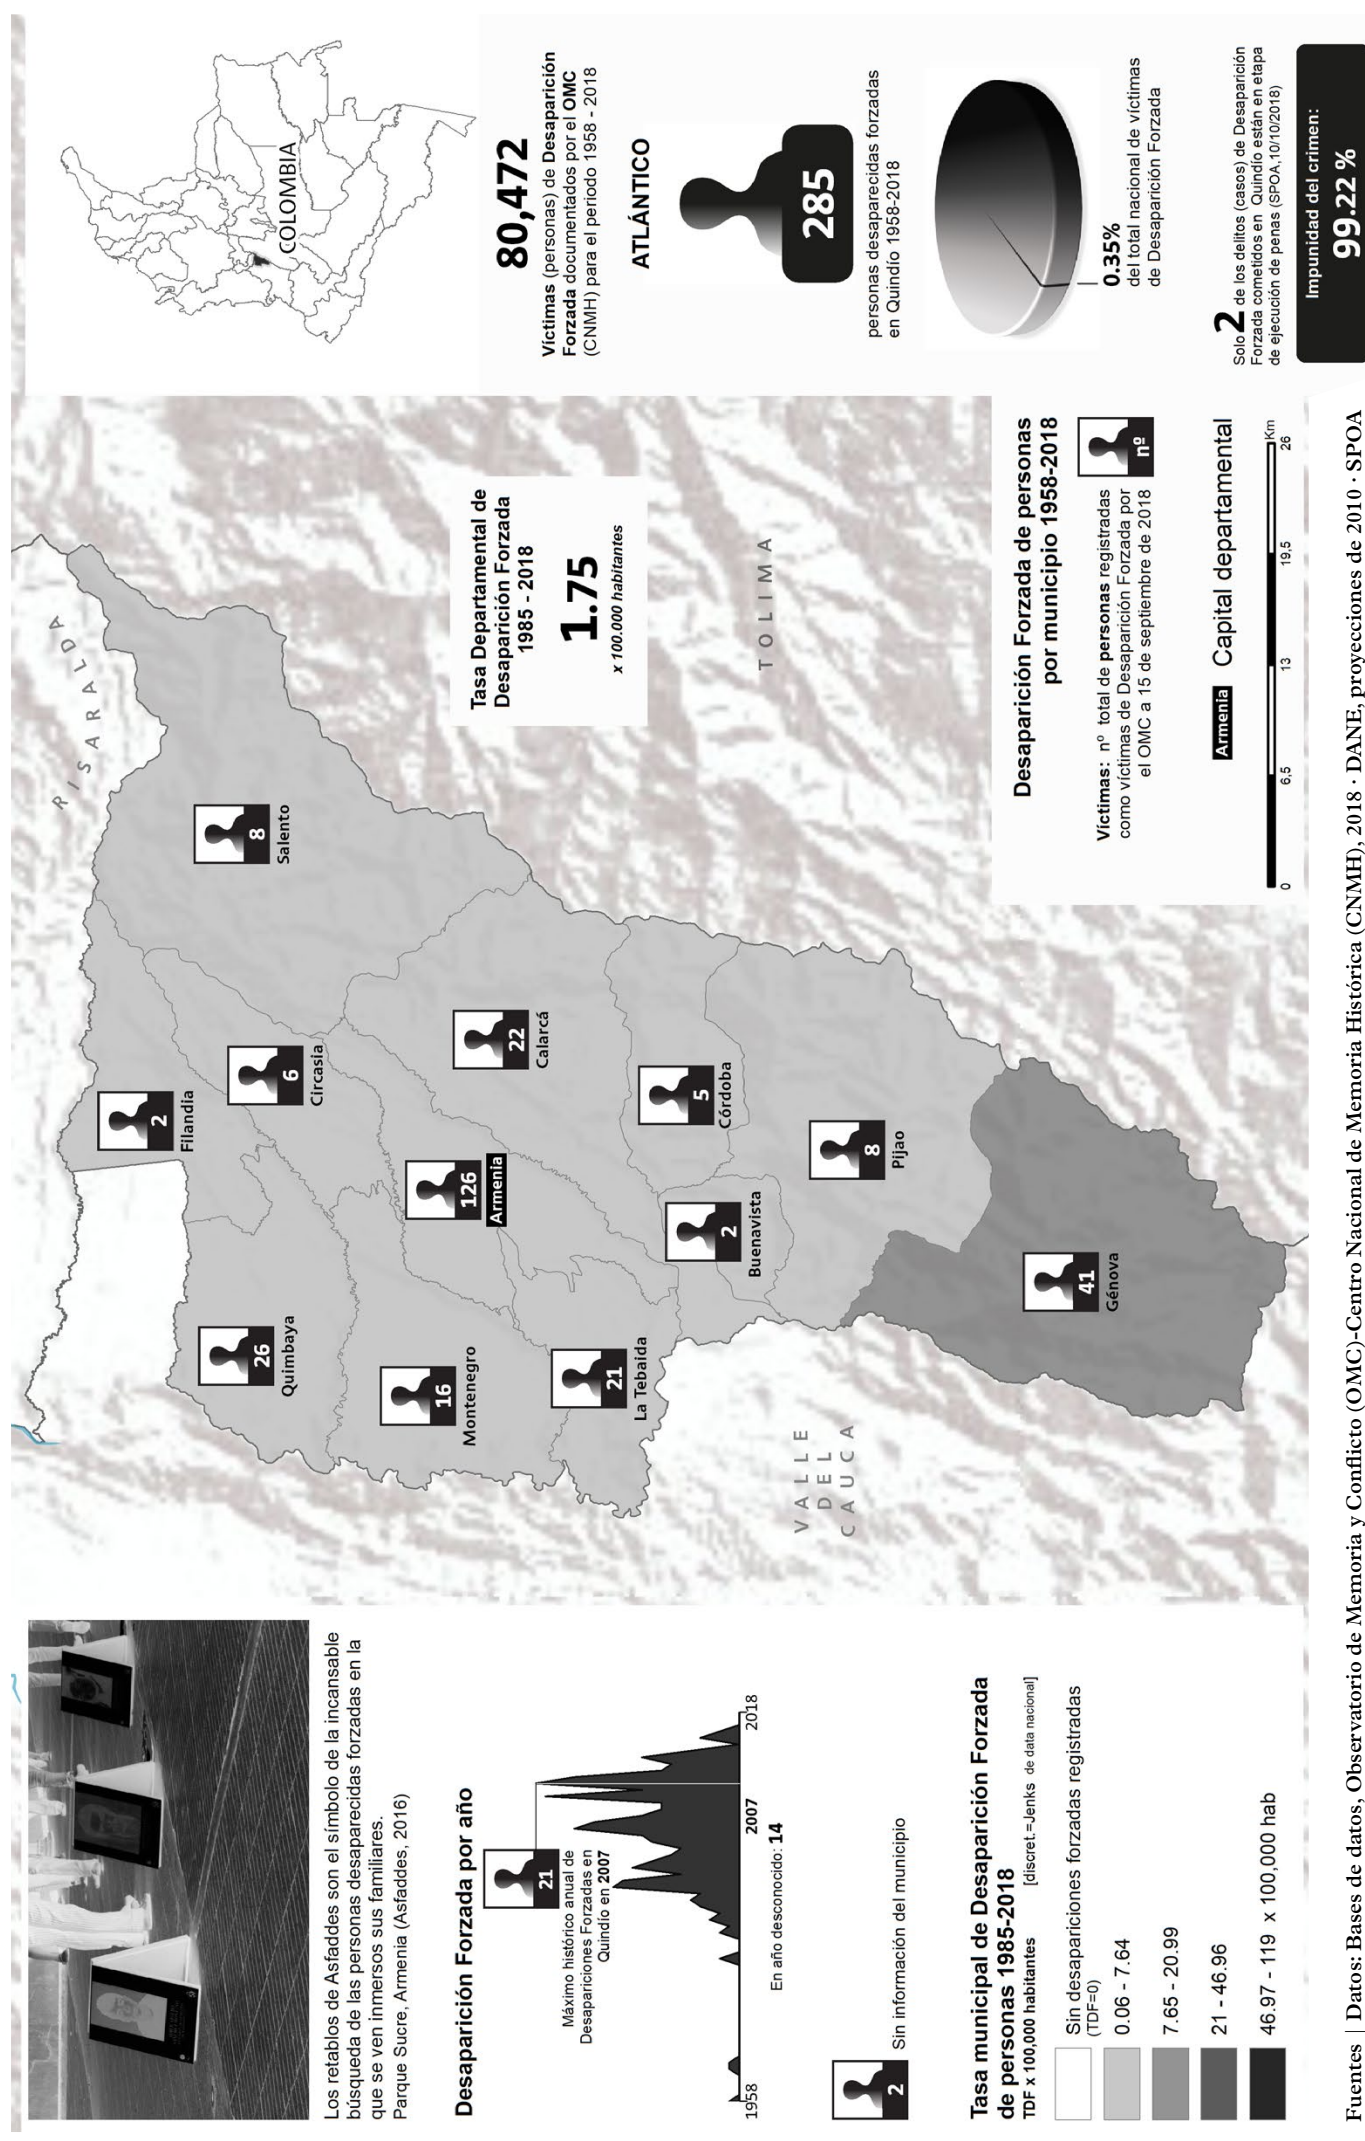 Los retablos de Asfaddes son el símbolo de la incansable
búsqueda de las personas desaparecidas forzadas en la
que se ven inmersos sus familiares.
Parque Sucre, Armenia (Asfaddes, 2016)
Desaparición Forzada por año
21
Máximo histórico anual de
Desapariciones Forzadas en
Quindío en 2007
1958
2007
2018
En año desconocido: 14
2
Sin información del municipio
Tasa municipal de Desaparición Forzada
de personas 1985-2018
TDF x 100,000 habitantes [discret.=Jenks de data nacional]
Sin desapariciones forzadas registradas
(TDF=0)
0.06 - 7.64
7.65 - 20.99
21 - 46.96
46.97 - 119 x 100,000 hab
RISARALDA
2
Filandia
8
Salento
26
Quimbaya
6
Circasia
16
Montenegro
126
Armenia
22
Calarcá
21
La Tebaida
5
Córdoba
2
Buenavista
8
Pijao
41
Génova
VALLE
DEL
CAUCA
TOLIMA
Tasa Departamental de
Desaparición Forzada
1985 - 2018
1.75
x 100.000 habitantes
Desaparición Forzada de personas
por municipio 1958-2018
Víctimas: nº total de personas registradas
como víctimas de Desaparición Forzada por
el OMC a 15 de septiembre de 2018
nº
Armenia Capital departamental
0 6,5 13 19,5 26 Km
COLOMBIA
80,472
Víctimas (personas) de Desaparición
Forzada documentados por el OMC
(CNMH) para el periodo 1958 - 2018
ATLÁNTICO
285
personas desaparecidas forzadas
en Quindío 1958-2018
0.35%
del total nacional de víctimas
de Desaparición Forzada
Solo 2 de los delitos (casos) de Desaparición
Forzada cometidos en Quindío están en etapa
de ejecución de penas (SPOA,10/10/2018)
Impunidad del crimen:
99.22 %
Fuentes | Datos: Bases de datos, Observatorio de Memoria y Conflicto (OMC)-Centro Nacional de Memoria Histórica (CNMH), 2018 · DANE, proyecciones de 2010 · SPOA